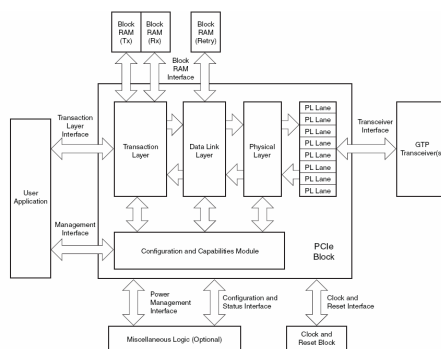 Block
RAM
(Tx)
Block
RAM
(Rx)
Block
RAM
(Retry)
Block RAM
Interface
Transaction
Layer
Interface
Transaction
Layer
Data Link
Layer
Physical
Layer
PL Lane
PL Lane
PL Lane
PL Lane
PL Lane
PL Lane
PL Lane
PL Lane
Transceiver
Interface
GTP
Transceiver(s)
User
Application
Management
Interface
Configuration and Capabilities Module
PCIe
Block
Power
Management
Interface
Configuration and
Status Interface
Clock and
Reset Interface
Miscellaneous Logic (Optional)
Clock and
Reset Block